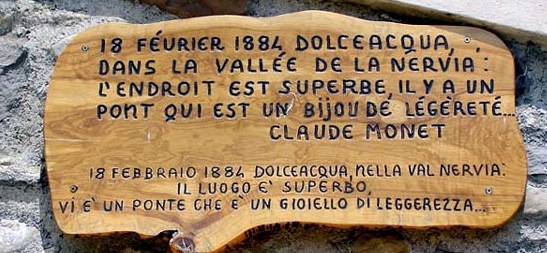 18 FÉVRIER 1884 DOLCEACQUA,,
DANS LA VALLÉE DE LA NERVIA:
L'ENDROIT EST SUPERBE, IL Y A UN
PONT QUI EST UN BIJOU DE LÉGÈRETÉ...
CLAUDE MONET
18 FEBBRAIO 1884 DOLCEACQUA, NELLA VAL NERVIA:
IL LUOGO E' SUPERBO,
VI E' UN PONTE CHE E' UN GIOIELLO DI LEGGEREZZA...